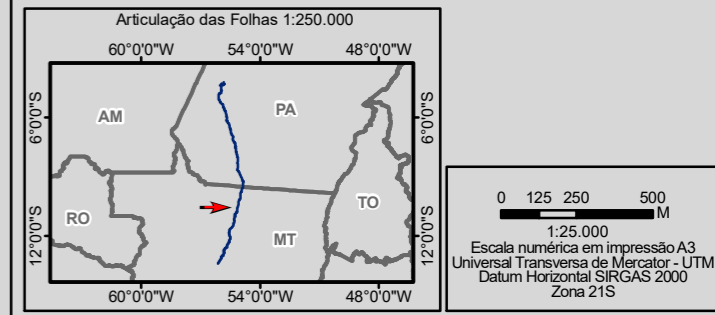 Articulação das Folhas 1:250.000
60°0'0"W 54°0'0"W 48°0'0"W
6°0'0"S 6°0'0"S
AM PA
RO MT TO
12°0'0"S 12°0'0"S
60°0'0"W 54°0'0"W 48°0'0"W
0 125 250 500
M
1:25.000
Escala numérica em impressão A3
Universal Transversa de Mercator - UTM
Datum Horizontal SIRGAS 2000
Zona 21S